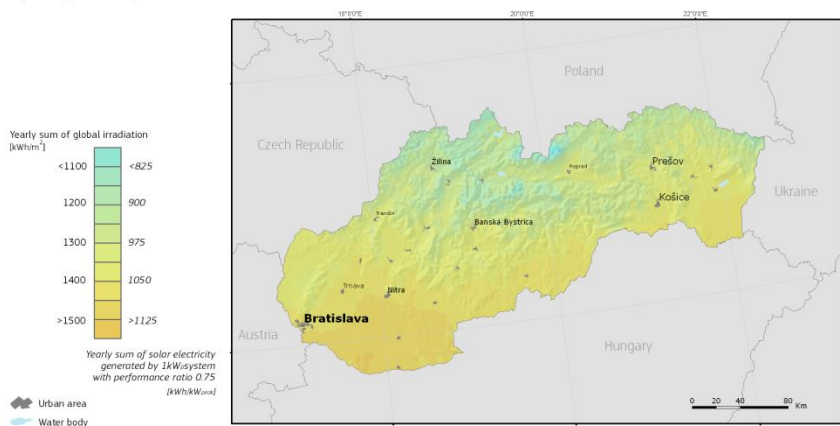 18°0'0"E
20°0'0"E
22°0'0"E
Poland
Czech Republic
Ukraine
Austria
Hungary
Žilina
Poprad
Prešov
Košice
Trenčín
Banska Bystrica
Trnava
Nitra
Bratislava
Yearly sum of global irradiation
[kWh/m²]
<1100 <825
1200 900
1300 975
1400 1050
>1500 >1125
Yearly sum of solar electricity
generated by 1kWpsystem
with performance ratio 0.75
[kWh/kWpeak]
Urban area
Water body
0 20 40 80
Km